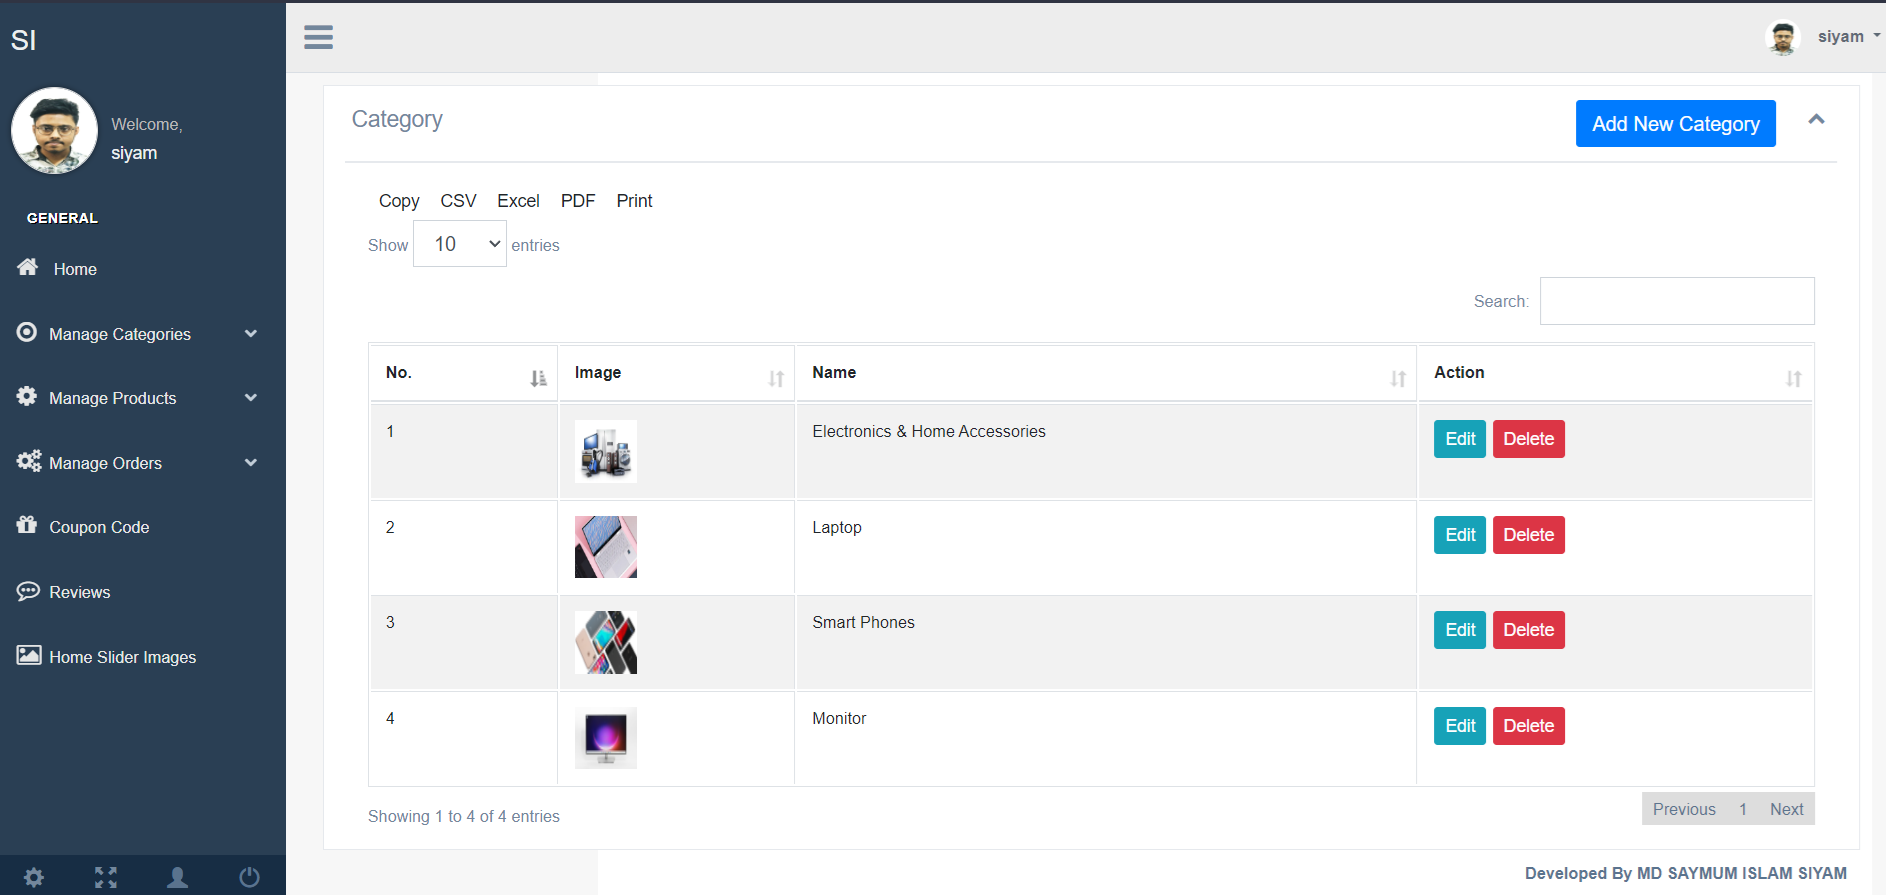 SI
siyam
Welcome,
siyam
GENERAL
Home
Manage Categories
Manage Products
Manage Orders
Coupon Code
Reviews
Home Slider Images
Category
Add New Category
Copy CSV Excel PDF Print
Show 10 entries
Search:
No. Image Name Action
1 Electronics & Home Accessories Edit Delete
2 Laptop Edit Delete
3 Smart Phones Edit Delete
4 Monitor Edit Delete
Showing 1 to 4 of 4 entries
Previous 1 Next
Developed By MD SAYMUM ISLAM SIYAM